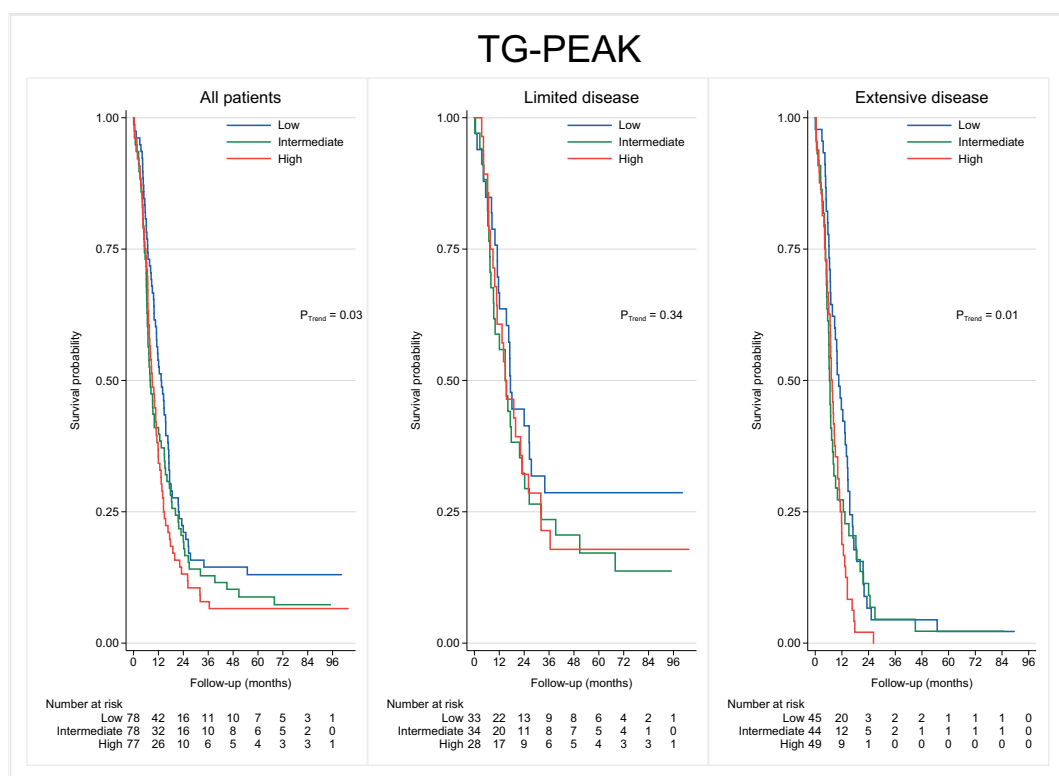 TG-PEAK
All patients
Low
Intermediate
High
1.00
0.75
0.50
0.25
0.00
Survival probability
P Trend = 0.03
0 12 24 36 48 60 72 84 96
Follow-up (months)
Number at risk
Low 78 42 16 11 10 7 5 3 1
Intermediate 78 32 16 10 8 6 5 2 0
High 77 26 10 6 5 4 3 3 1
Limited disease
Low
Intermediate
High
1.00
0.75
0.50
0.25
0.00
Survival probability
P Trend = 0.34
0 12 24 36 48 60 72 84 96
Follow-up (months)
Number at risk
Low 33 22 13 9 8 6 4 2 1
Intermediate 34 20 11 8 7 5 4 1 0
High 28 17 9 6 5 4 3 3 1
Extensive disease
Low
Intermediate
High
1.00
0.75
0.50
0.25
0.00
Survival probability
P Trend = 0.01
0 12 24 36 48 60 72 84 96
Follow-up (months)
Number at risk
Low 45 20 3 2 2 1 1 1 0
Intermediate 44 12 5 2 1 1 1 1 0
High 49 9 1 0 0 0 0 0 0